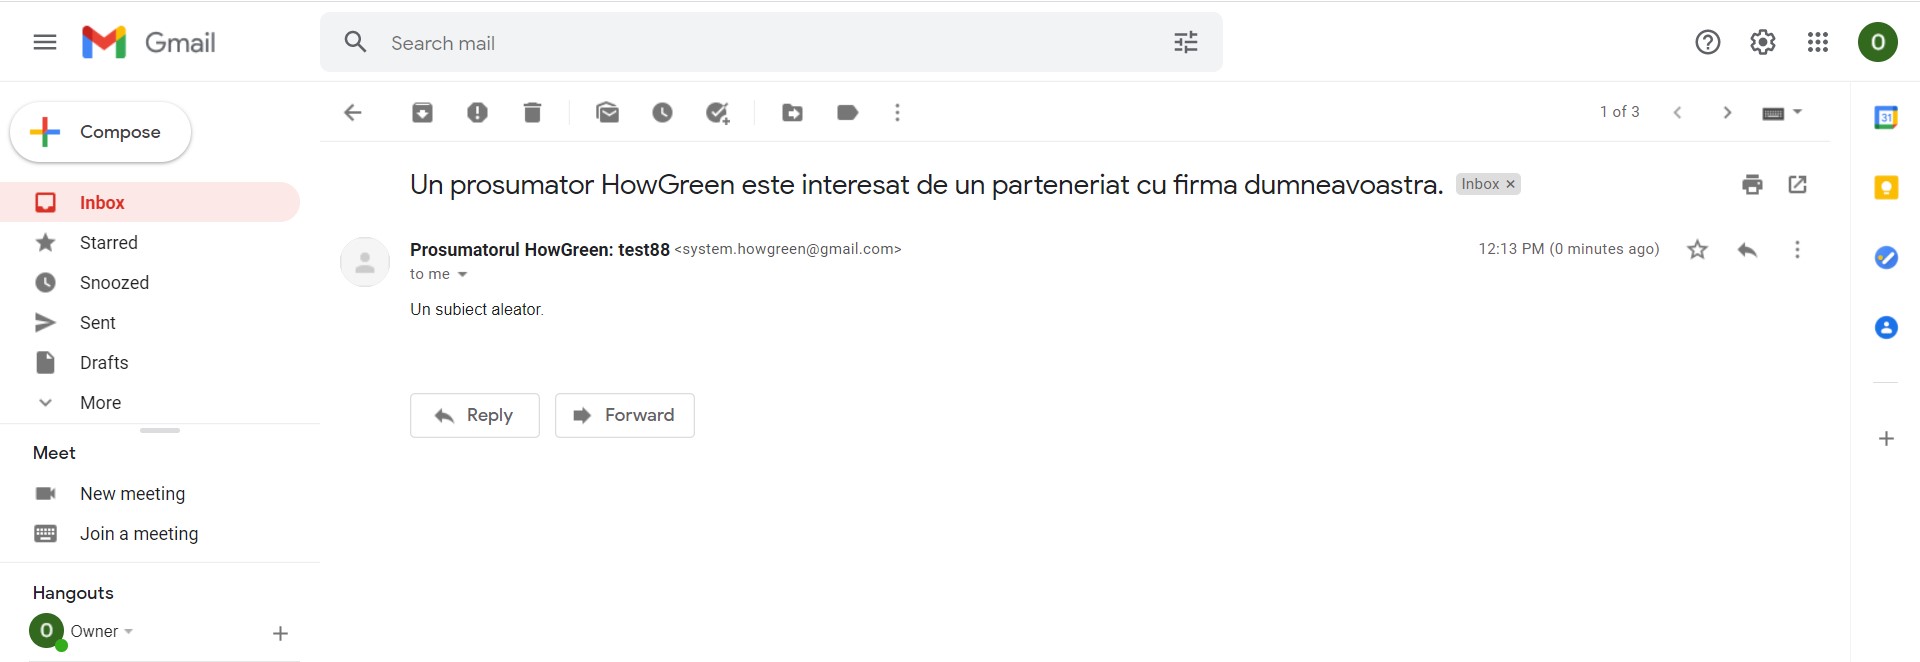 Gmail
Search mail
O
Compose
1 of 3
31
Un prosumator HowGreen este interesat de un parteneriat cu firma dumneavoastra. Inbox ×
Inbox
Starred
Snoozed
Sent
Drafts
More
Prosumatorul HowGreen: test88 <system.howgreen@gmail.com> 12:13 PM (0 minutes ago)
to me
Un subiect aleator.
Reply
Forward
Meet
New meeting
Join a meeting
Hangouts
O Owner